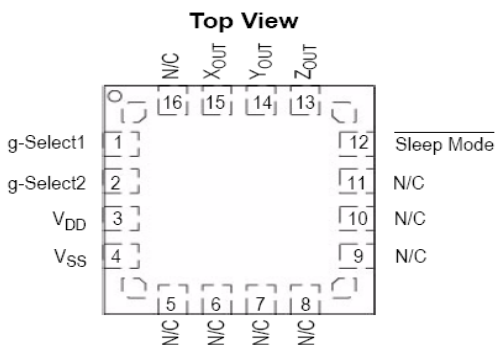 Top View
N/C
XOUT
YOUT
ZOUT
16
15
14
13
g-Select1
1
12
Sleep Mode
g-Select2
2
11
N/C
VDD
3
10
N/C
VSS
4
9
N/C
5
6
7
8
N/C
N/C
N/C
N/C